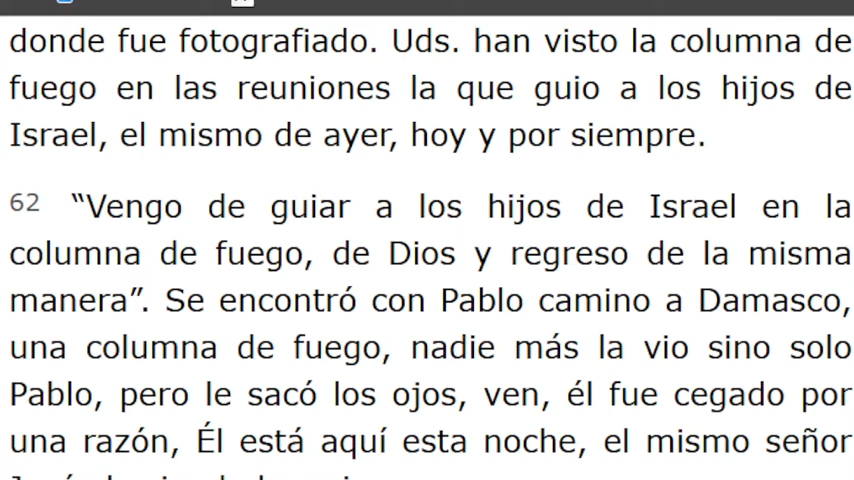 donde fue fotografiado. Uds. han visto la columna de
fuego en las reuniones la que guio a los hijos de
Israel, el mismo de ayer, hoy y por siempre.
62 “Vengo de guiar a los hijos de Israel en la
columna de fuego, de Dios y regreso de la misma
manera”. Se encontró con Pablo camino a Damasco,
una columna de fuego, nadie más la vio sino solo
Pablo, pero le sacó los ojos, ven, él fue cegado por
una razón, Él está aquí esta noche, el mismo señor